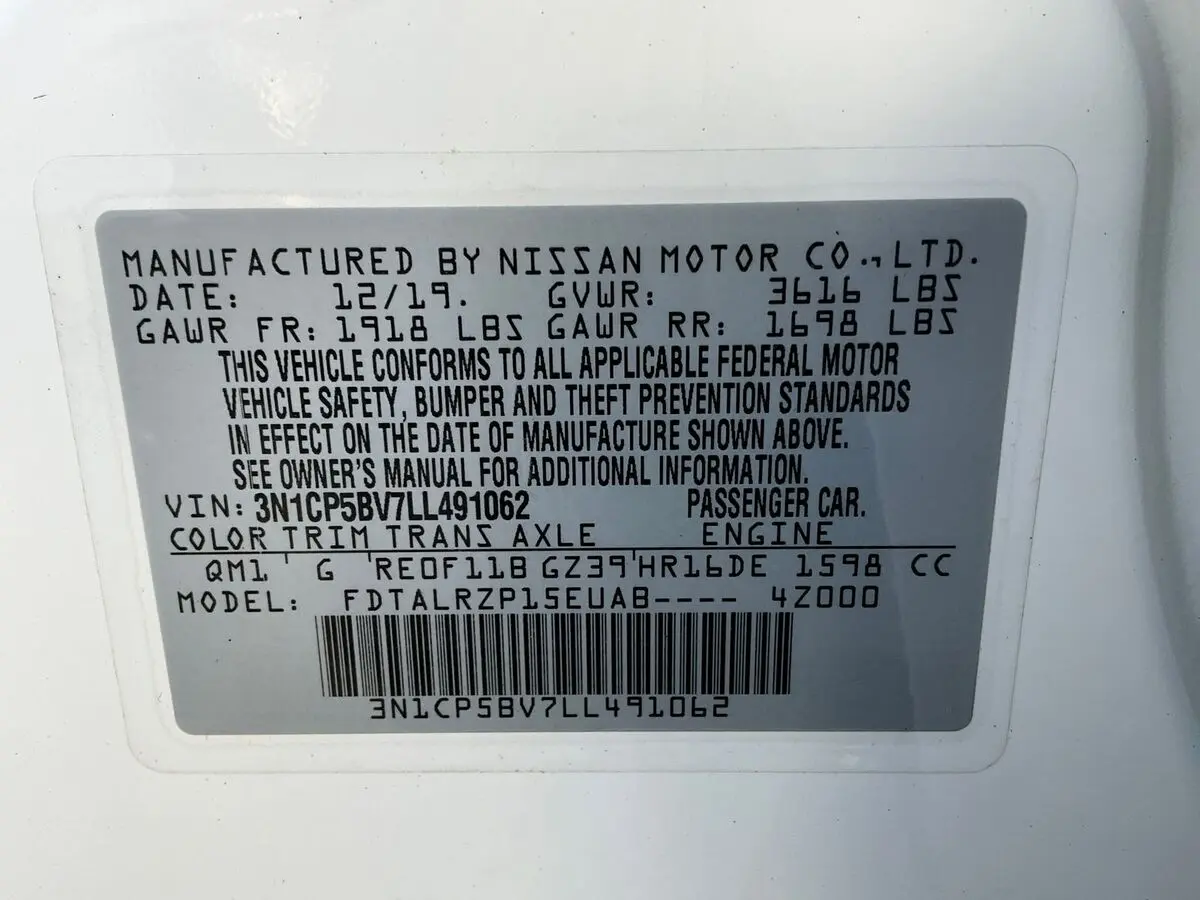 MANUFACTURED BY NISSAN MOTOR CO., LTD.
DATE: 12/19. GVWR: 3616 LBS
GAWR FR: 1918 LBS GAWR RR: 1698 LBS
THIS VEHICLE CONFORMS TO ALL APPLICABLE FEDERAL MOTOR
VEHICLE SAFETY, BUMPER AND THEFT PREVENTION STANDARDS
IN EFFECT ON THE DATE OF MANUFACTURE SHOWN ABOVE.
SEE OWNER'S MANUAL FOR ADDITIONAL INFORMATION.
VIN: 3N1CP5BV7LL491062 PASSENGER CAR.
COLOR TRIM TRANS AXLE ENGINE
QM1 ' G ' RE0F11B GZ39 ' HR16DE 1598 CC
MODEL: FDTALRZP15EUAB---- 4Z000
3N1CP5BV7LL491062